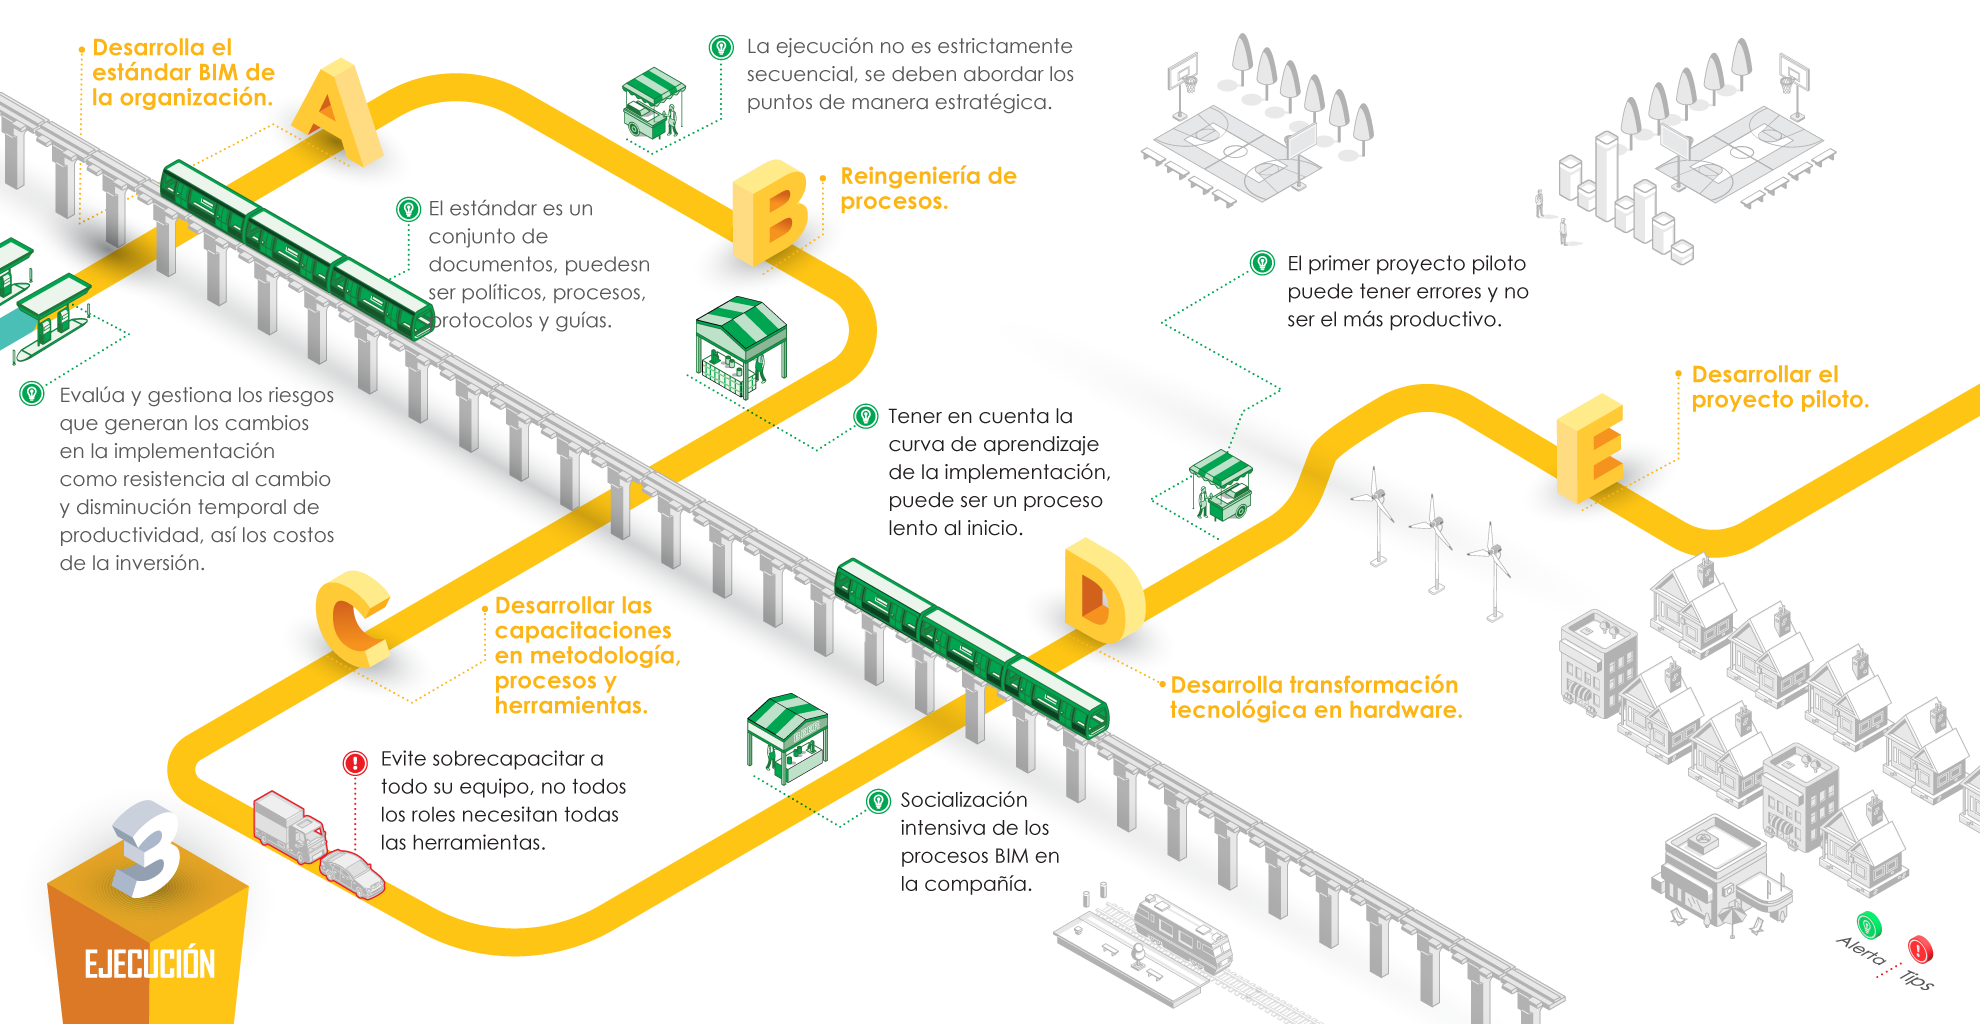 Desarrolla el
estándar BIM de
la organización.
A
La ejecución no es estrictamente
secuencial, se deben abordar los
puntos de manera estratégica.
B
Reingeniería de
procesos.
El estándar es un
conjunto de
documentos, puedesn
ser políticos, procesos,
protocolos y guías.
El primer proyecto piloto
puede tener errores y no
ser el más productivo.
Evalúa y gestiona los riesgos
que generan los cambios
en la implementación
como resistencia al cambio
y disminución temporal de
productividad, así los costos
de la inversión.
Tener en cuenta la
curva de aprendizaje
de la implementación,
puede ser un proceso
lento al inicio.
E
Desarrollar el
proyecto piloto.
C
Desarrollar las
capacitaciones
en metodología,
procesos y
herramientas.
D
Desarrolla transformación
tecnológica en hardware.
Evite sobrecapacitar a
todo su equipo, no todos
los roles necesitan todas
las herramientas.
Socialización
intensiva de los
procesos BIM en
la compañía.
3
EJECUCIÓN
Alerta
Tips